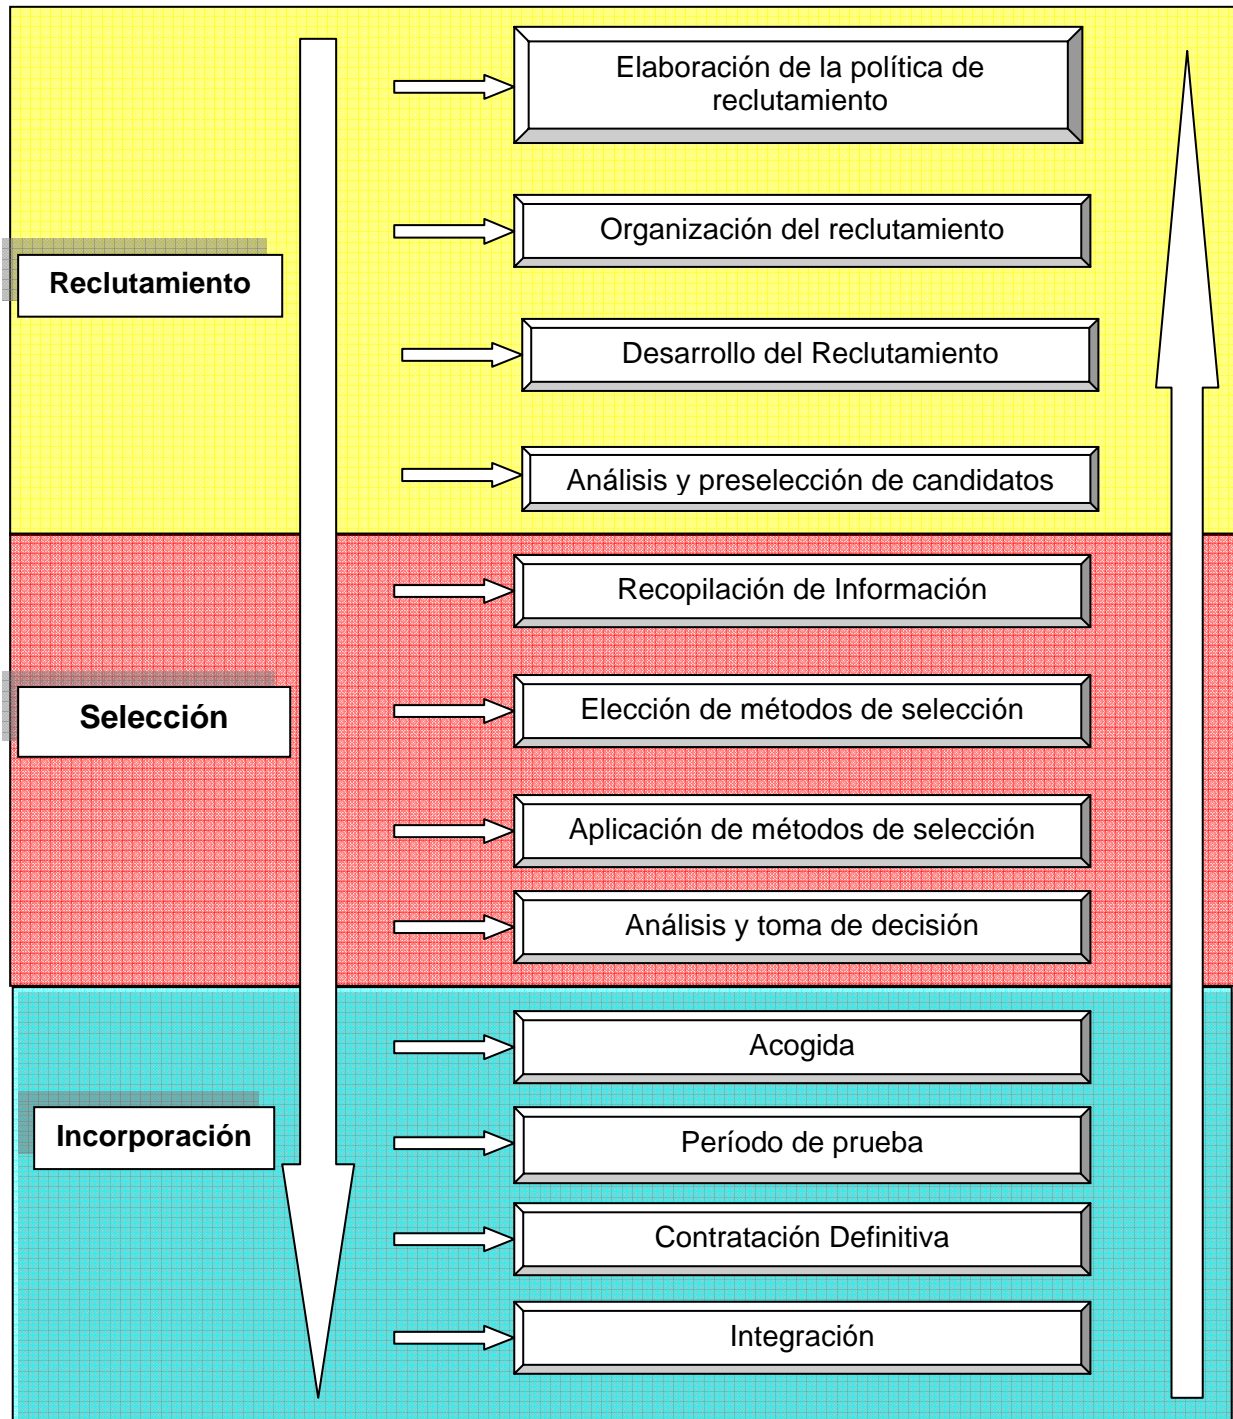 Elaboración de la política de
reclutamiento
Organización del reclutamiento
Reclutamiento
Desarrollo del Reclutamiento
Análisis y preselección de candidatos
Recopilación de Información
Selección
Elección de métodos de selección
Aplicación de métodos de selección
Análisis y toma de decisión
Acogida
Incorporación
Período de prueba
Contratación Definitiva
Integración